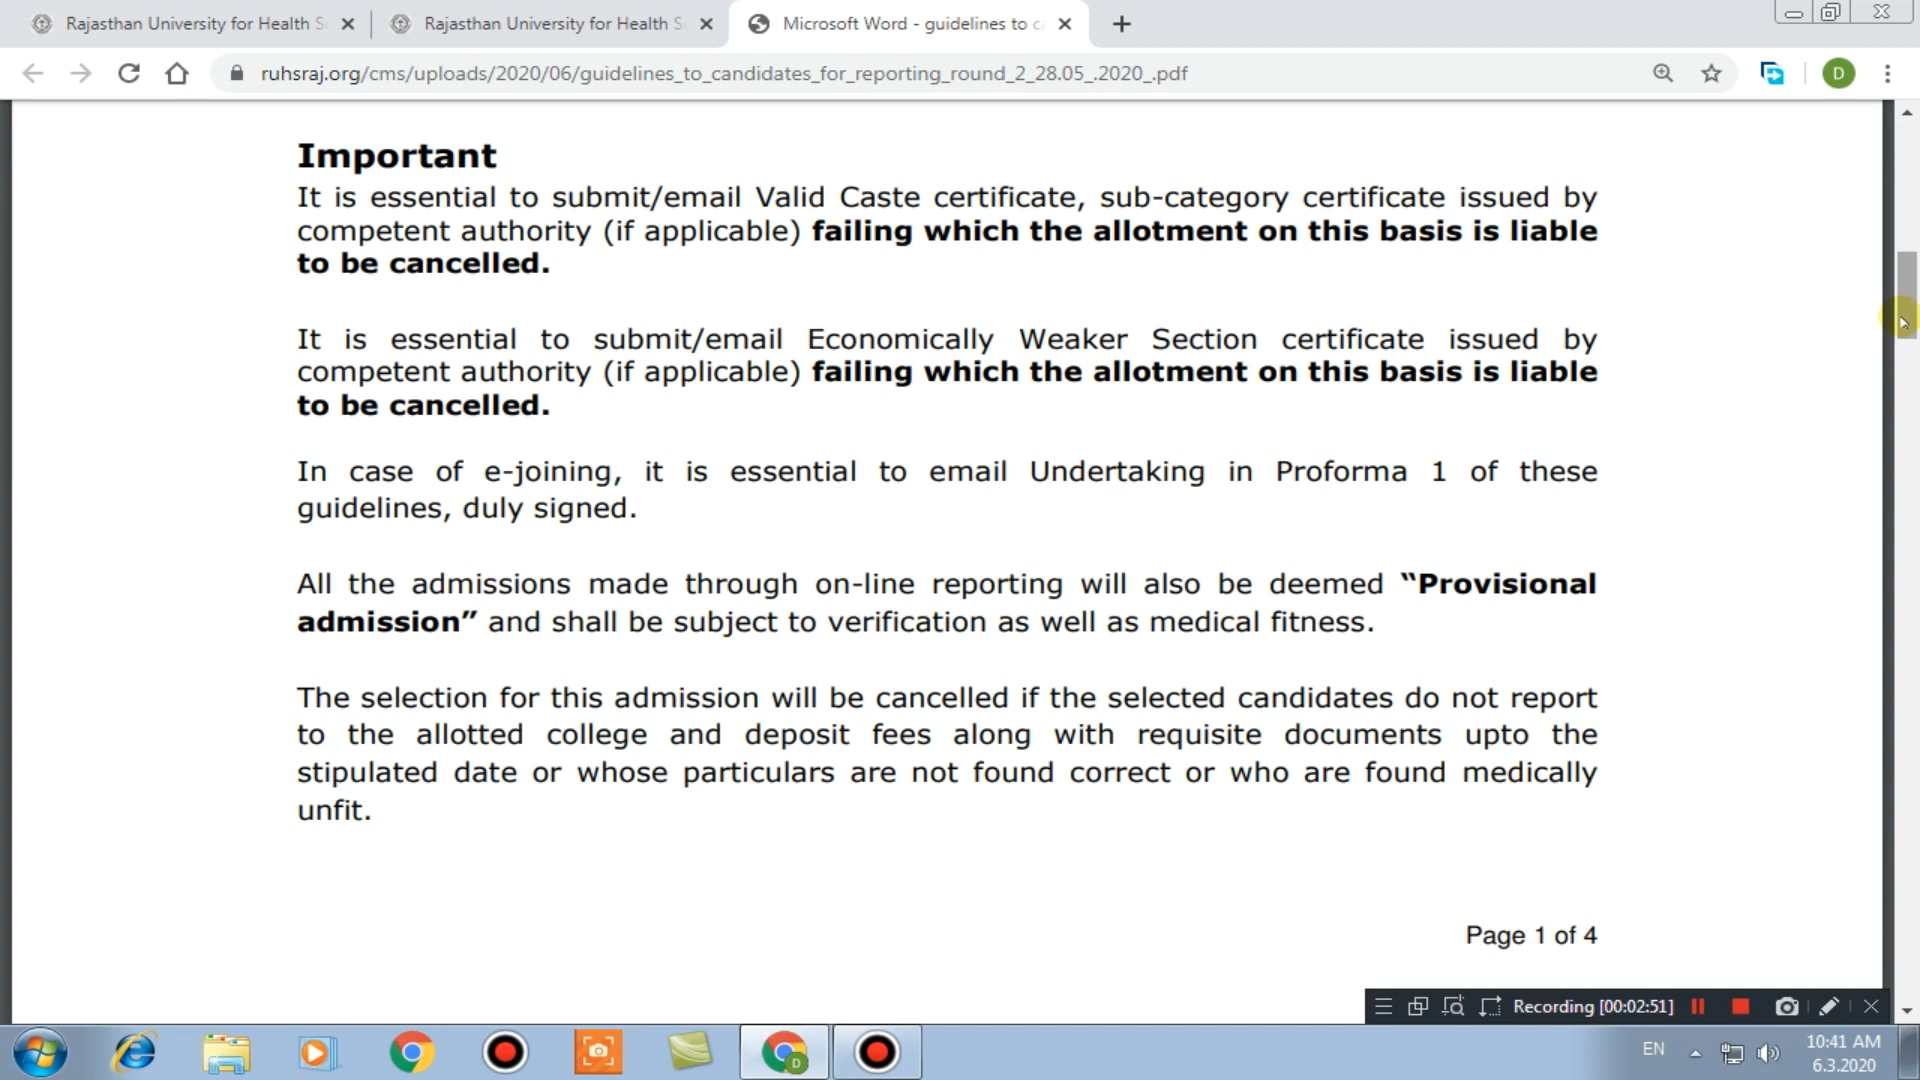 Rajasthan University for Health S
Rajasthan University for Health S
Microsoft Word - guidelines to ca
ruhsraj.org/cms/uploads/2020/06/guidelines_to_candidates_for_reporting_round_2_28.05_.2020_.pdf
D
Important
It is essential to submit/email Valid Caste certificate, sub-category certificate issued by
competent authority (if applicable) failing which the allotment on this basis is liable
to be cancelled.
It is essential to submit/email Economically Weaker Section certificate issued by
competent authority (if applicable) failing which the allotment on this basis is liable
to be cancelled.
In case of e-joining, it is essential to email Undertaking in Proforma 1 of these
guidelines, duly signed.
All the admissions made through on-line reporting will also be deemed “Provisional
admission” and shall be subject to verification as well as medical fitness.
The selection for this admission will be cancelled if the selected candidates do not report
to the allotted college and deposit fees along with requisite documents upto the
stipulated date or whose particulars are not found correct or who are found medically
unfit.
Page 1 of 4
Recording [00:02:51]
D
EN
10:41 AM
6.3.2020